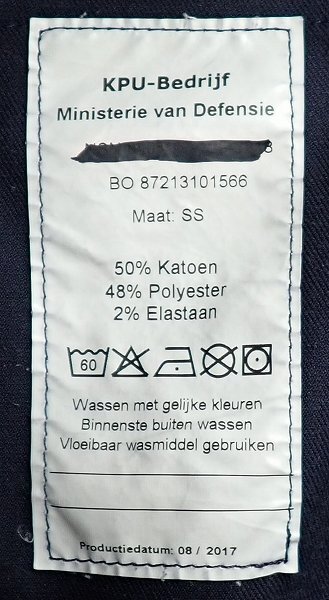 KPU-Bedrijf
Ministerie van Defensie
BO 87213101566
Maat: SS
50% Katoen
48% Polyester
2% Elastaan
60
Wassen met gelijke kleuren
Binnenste buiten wassen
Vloeibaar wasmiddel gebruiken
Productiedatum: 08 / 2017